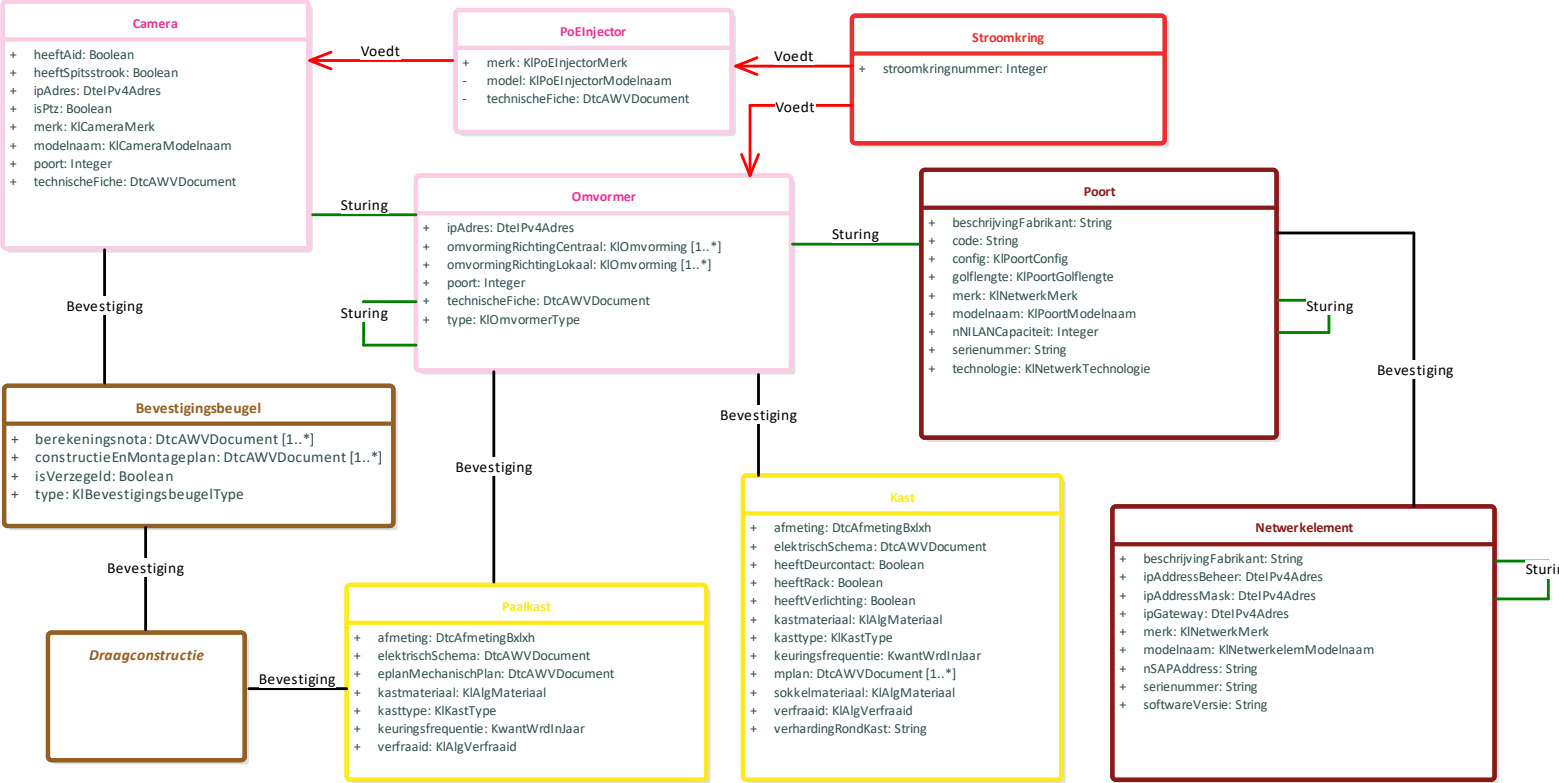 Camera
+ heeftAid: Boolean
+ heeftSpitsstrook: Boolean
+ ipAdres: DteIPv4Adres
+ isPtz: Boolean
+ merk: KlCameraMerk
+ modelnaam: KlCameraModelnaam
+ poort: Integer
+ technischeFiche: DtcAWVDocument
Voedt
PoEInjector
+ merk: KlPoEInjectorMerk
- model: KlPoEInjectorModelnaam
- technischeFiche: DtcAWVDocument
Voedt
Voedt
Stroomkring
+ stroomkringnummer: Integer
Sturing
Omvormer
+ ipAdres: DteIPv4Adres
+ omvormingRichtingCentraal: KlOmvorming [1..*]
+ omvormingRichtingLokaal: KlOmvorming [1..*]
+ poort: Integer
+ technischeFiche: DtcAWVDocument
+ type: KlOmvormerType
Sturing
Sturing
Poort
+ beschrijvingFabrikant: String
+ code: String
+ config: KlPoortConfig
+ golflengte: KlPoortGolflengte
+ merk: KlNetwerkMerk
+ modelnaam: KlPoortModelnaam
+ nNILANCapaciteit: Integer
+ serienummer: String
+ technologie: KlNetwerkTechnologie
Sturing
Bevestiging
Bevestiging
Bevestiging
Bevestiging
Bevestigingsbeugel
+ berekeningsnota: DtcAWVDocument [1..*]
+ constructieEnMontageplan: DtcAWVDocument [1..*]
+ isVerzegeld: Boolean
+ type: KlBevestigingsbeugelType
Bevestiging
Draagconstructie
Bevestiging
Paalkast
+ afmeting: DtcAfmetingBxlxh
+ elektrischSchema: DtcAWVDocument
+ eplanMechanischPlan: DtcAWVDocument
+ kastmateriaal: KlAlgMateriaal
+ kasttype: KlKastType
+ keuringsfrequentie: KwantWrdInJaar
+ verfraaid: KlAlgVerfraaid
Kast
+ afmeting: DtcAfmetingBxlxh
+ elektrischSchema: DtcAWVDocument
+ heeftDeurcontact: Boolean
+ heeftRack: Boolean
+ heeftVerlichting: Boolean
+ kastmateriaal: KlAlgMateriaal
+ kasttype: KlKastType
+ keuringsfrequentie: KwantWrdInJaar
+ mplan: DtcAWVDocument [1..*]
+ sokkelmateriaal: KlAlgMateriaal
+ verfraaid: KlAlgVerfraaid
+ verhardingRondKast: String
Netwerkelement
+ beschrijvingFabrikant: String
+ ipAddressBeheer: DteIPv4Adres
+ ipAddressMask: DteIPv4Adres
+ ipGateway: DteIPv4Adres
+ merk: KlNetwerkMerk
+ modelnaam: KlNetwerkelemModelnaam
+ nSAPAddress: String
+ serienummer: String
+ softwareVersie: String